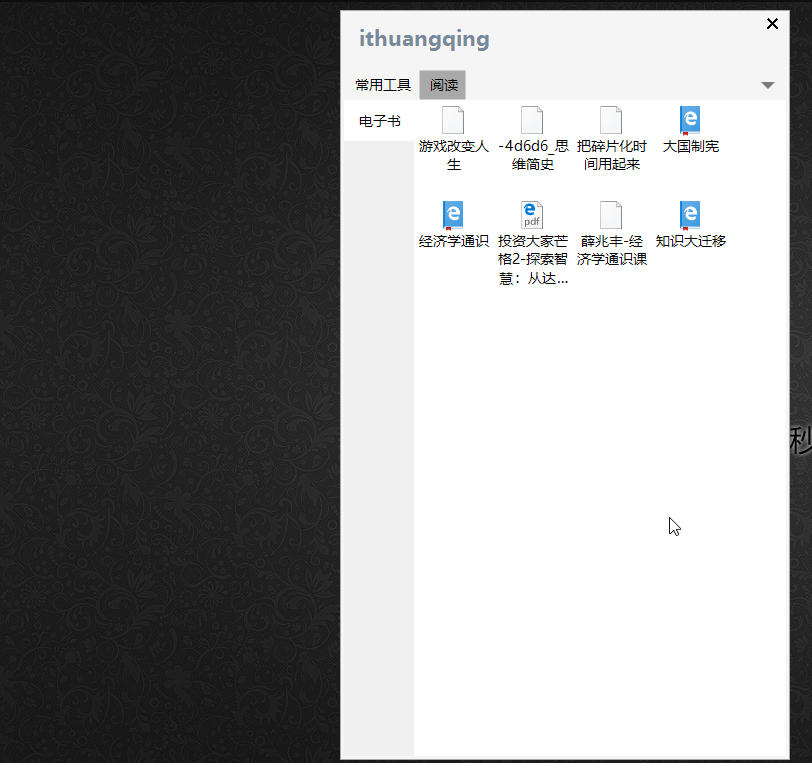 ithuangqing
常用工具 阅读
电子书
游戏改变人
生
-4d6d6_思
维简史
把碎片化时
间用起来
大国制宪
经济学通识
pdf
投资大家芒
格2-探索智
慧：从达...
薛兆丰-经
济学通识课
知识大迁移
秒